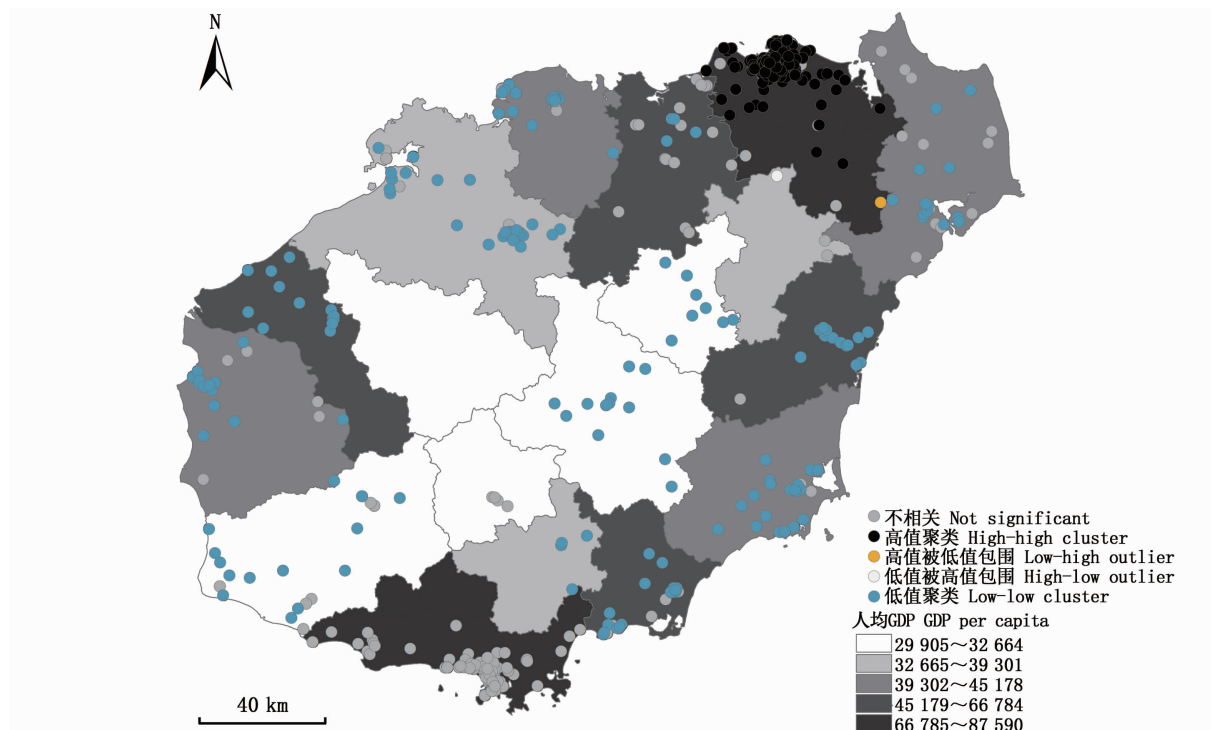 N
不相关 Not significant
高值聚类 High-high cluster
高值被低值包围 Low-high outlier
低值被高值包围 High-low outlier
低值聚类 Low-low cluster
人均GDP GDP per capita
29 905～32 664
32 665～39 301
39 302～45 178
45 179～66 784
66 785～87 590
40 km